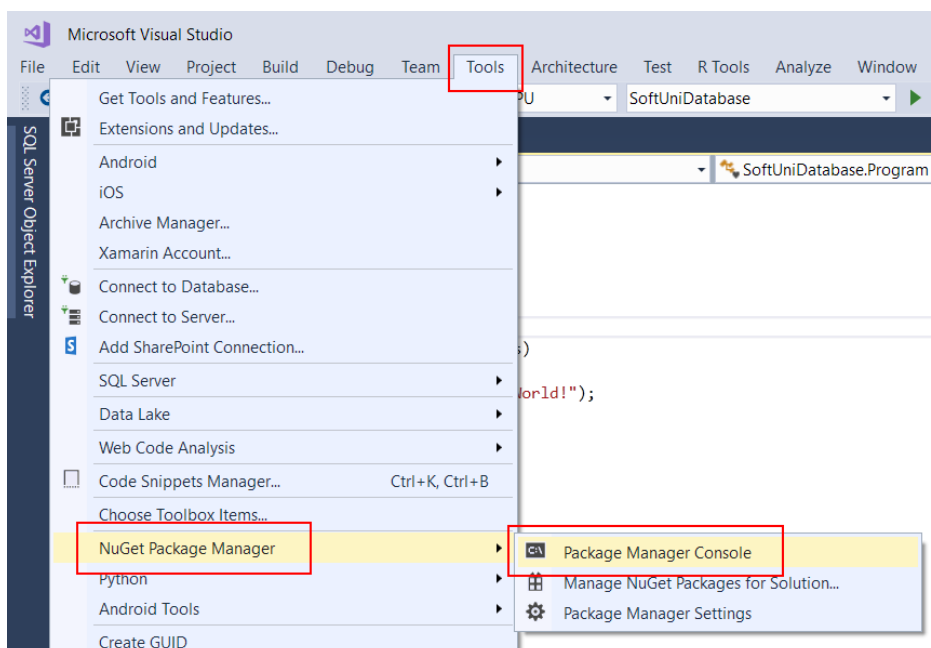 Microsoft Visual Studio
File Edit View Project Build Debug Team Tools Architecture Test R Tools Analyze Window
Get Tools and Features...
PU SoftUniDatabase
Extensions and Updates...
SQL Server Object Explorer
Android
SoftUniDatabase.Program
iOS
Archive Manager...
Xamarin Account...
Connect to Database...
Connect to Server...
Add SharePoint Connection...
s)
SQL Server
World!");
Data Lake
Web Code Analysis
Code Snippets Manager... Ctrl+K, Ctrl+B
Choose Toolbox Items...
NuGet Package Manager
Package Manager Console
Python
Manage NuGet Packages for Solution...
Android Tools
Package Manager Settings
Create GUID